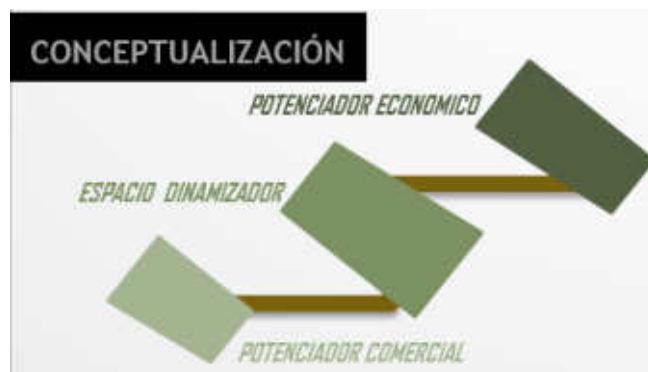 CONCEPTUALIZACIÓN
POTENCIADOR ECONOMICO
ESPACIO DINAMIZADOR
POTENCIADOR COMERCIAL